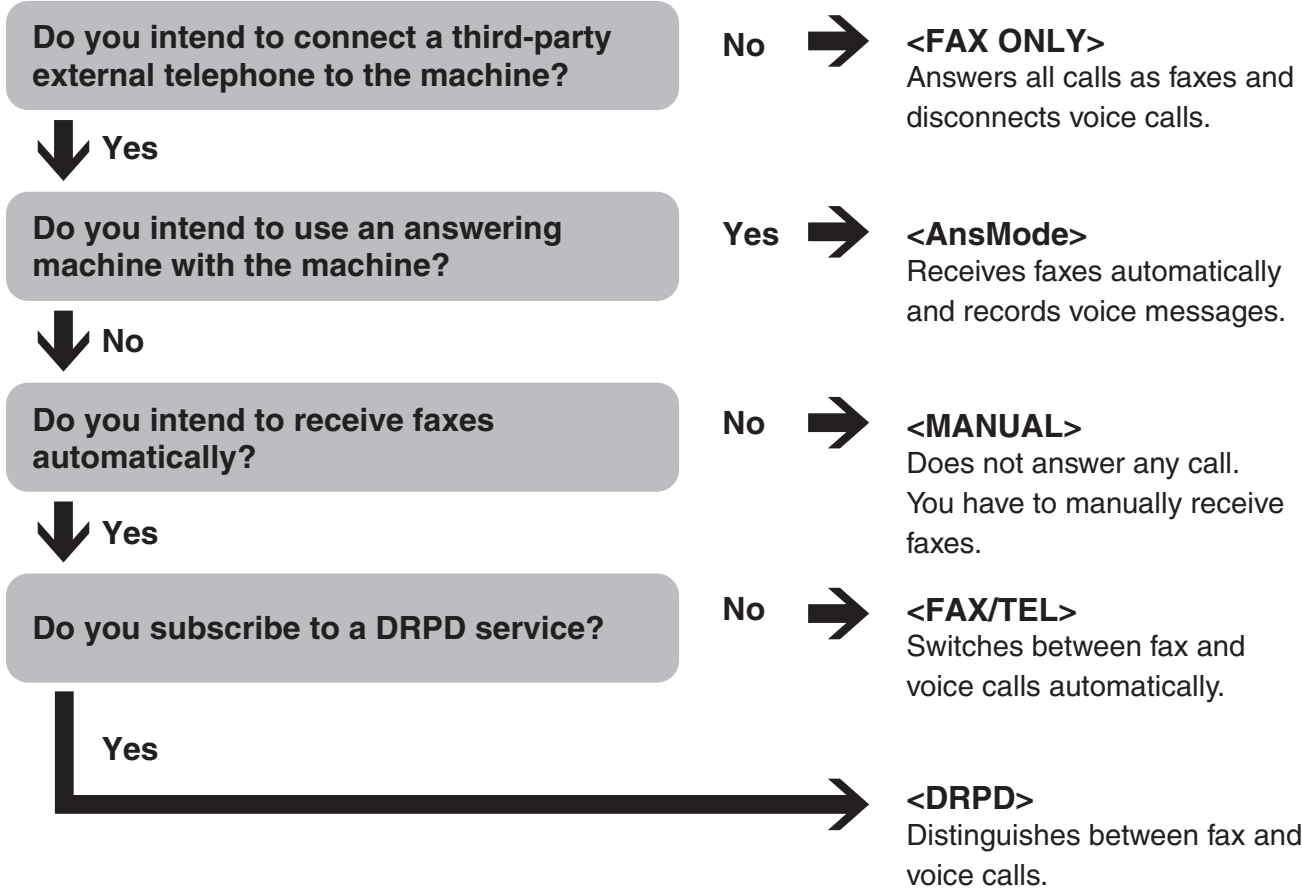 Do you intend to connect a third-party
external telephone to the machine?
No
<FAX ONLY>
Answers all calls as faxes and
disconnects voice calls.
Yes
Do you intend to use an answering
machine with the machine?
Yes
<AnsMode>
Receives faxes automatically
and records voice messages.
No
Do you intend to receive faxes
automatically?
No
<MANUAL>
Does not answer any call.
You have to manually receive
faxes.
Yes
Do you subscribe to a DRPD service?
No
<FAX/TEL>
Switches between fax and
voice calls automatically.
Yes
<DRPD>
Distinguishes between fax and
voice calls.